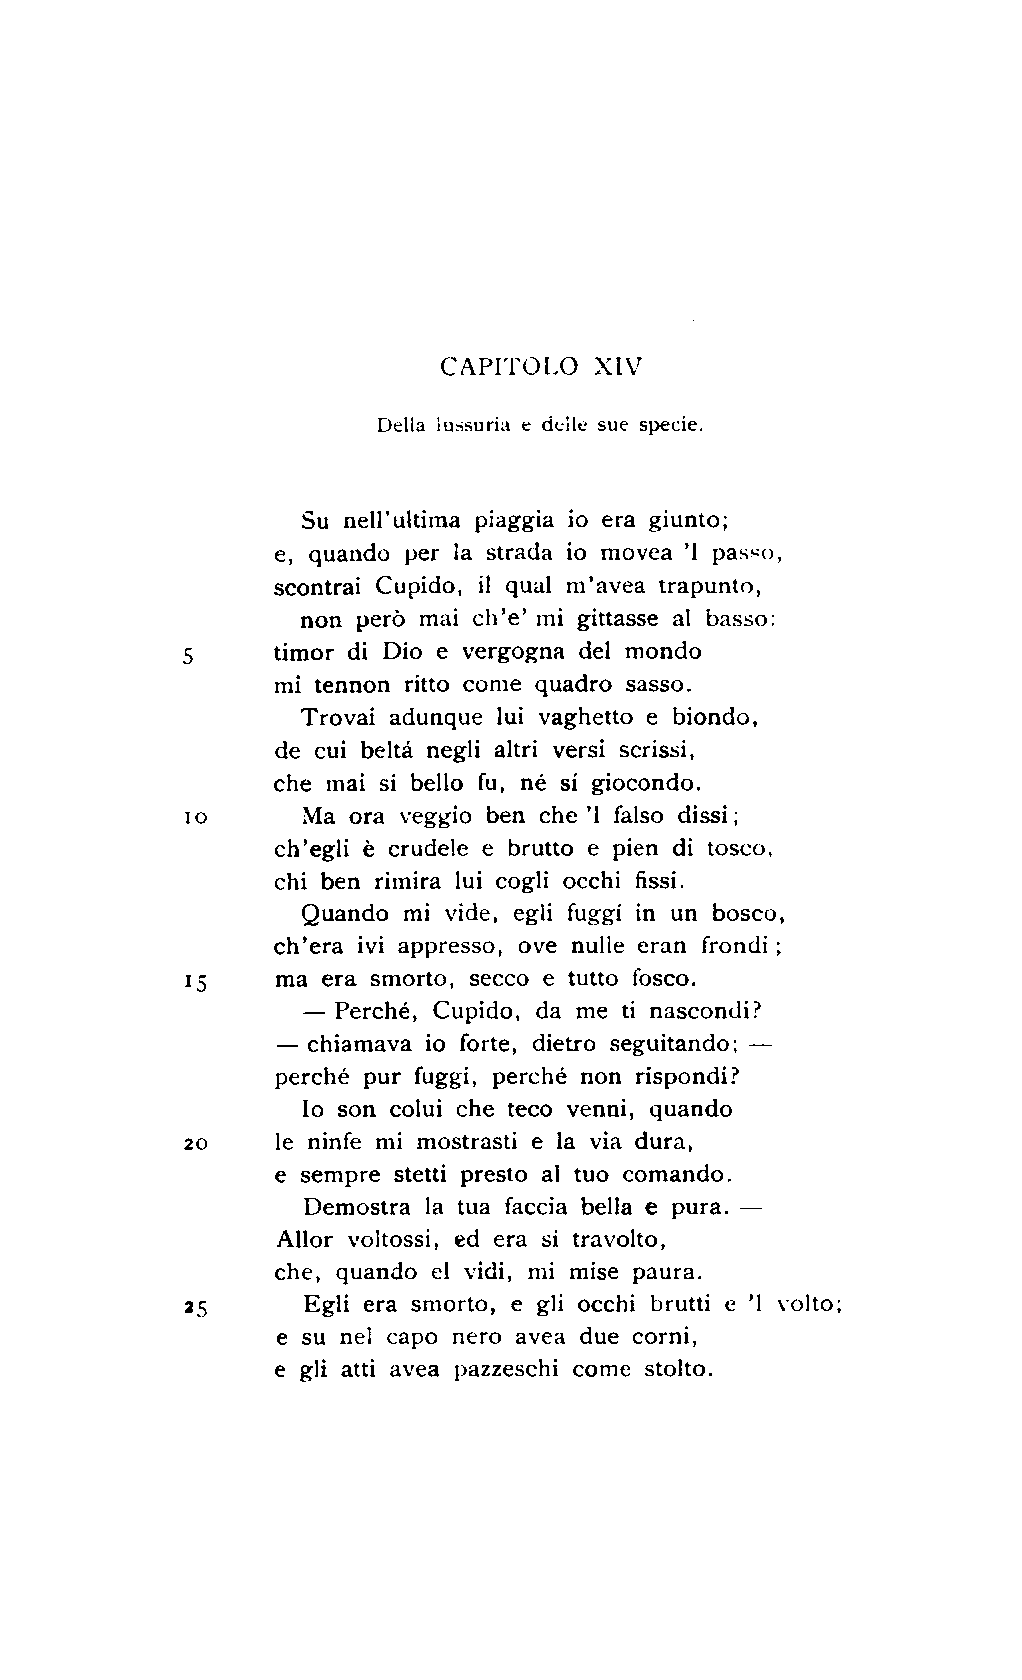 CAPITOLO XIV
Della lussuria e delle sue specie.
Su nell'ultima piaggia io era giunto;
e, quando per la strada io movea 'l passo,
scontrai Cupido, il qual m'avea trapunto,
non però mai ch'e' mi gittasse al basso:
5 timor di Dio e vergogna del mondo
mi tennon ritto come quadro sasso.
Trovai adunque lui vaghetto e biondo,
de cui beltá negli altri versi scrissi,
che mai si bello fu, né sí giocondo.
10 Ma ora veggio ben che 'l falso dissi;
ch'egli è crudele e brutto e pien di tosco,
chi ben rimira lui cogli occhi fissi.
Quando mi vide, egli fuggí in un bosco,
ch'era ivi appresso, ove nulle eran frondi;
15 ma era smorto, secco e tutto fosco.
— Perché, Cupido, da me ti nascondi?
— chiamava io forte, dietro seguitando; —
perché pur fuggi, perché non rispondi?
Io son colui che teco venni, quando
20 le ninfe mi mostrasti e la via dura,
e sempre stetti presto al tuo comando.
Demostra la tua faccia bella e pura. —
Allor voltossi, ed era si travolto,
che, quando el vidi, mi mise paura.
25 Egli era smorto, e gli occhi brutti e 'l volto;
e su nel capo nero avea due corni,
e gli atti avea pazzeschi come stolto.